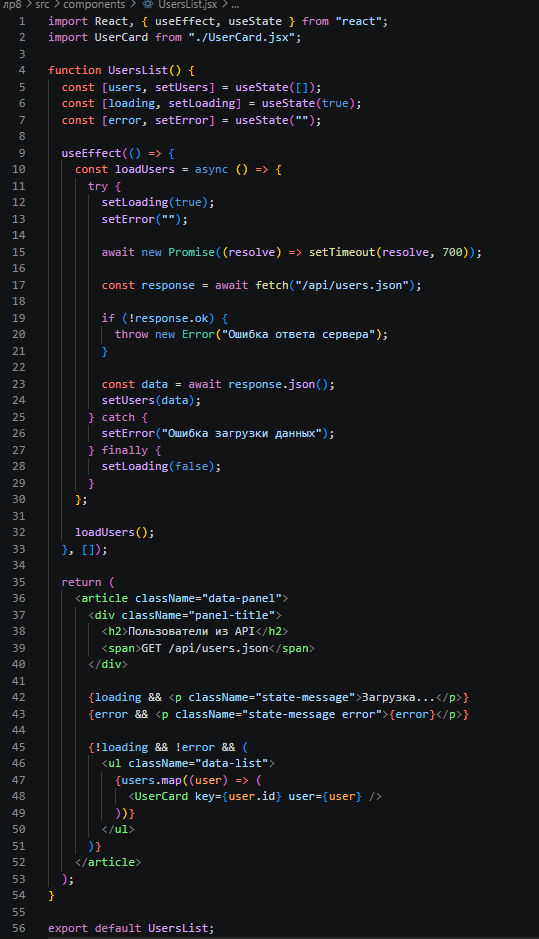 лр8 > src > components > UsersList.jsx > ...
1 import React, { useEffect, useState } from "react";
2 import UserCard from "./UserCard.jsx";
3
4 function UsersList() {
5   const [users, setUsers] = useState([]);
6   const [loading, setLoading] = useState(true);
7   const [error, setError] = useState("");
8
9   useEffect(() => {
10     const loadUsers = async () => {
11       try {
12         setLoading(true);
13         setError("");
14
15         await new Promise((resolve) => setTimeout(resolve, 700));
16
17         const response = await fetch("/api/users.json");
18
19         if (!response.ok) {
20           throw new Error("Ошибка ответа сервера");
21         }
22
23         const data = await response.json();
24         setUsers(data);
25       } catch {
26         setError("Ошибка загрузки данных");
27       } finally {
28         setLoading(false);
29       }
30     };
31
32     loadUsers();
33   }, []);
34
35   return (
36     <article className="data-panel">
37       <div className="panel-title">
38         <h2>Пользователи из API</h2>
39         <span>GET /api/users.json</span>
40       </div>
41
42       {loading && <p className="state-message">Загрузка...</p>}
43       {error && <p className="state-message error">{error}</p>}
44
45       {!loading && !error && (
46         <ul className="data-list">
47           {users.map((user) => (
48             <UserCard key={user.id} user={user} />
49           ))}
50         </ul>
51       )}
52     </article>
53   );
54 }
55
56 export default UsersList;